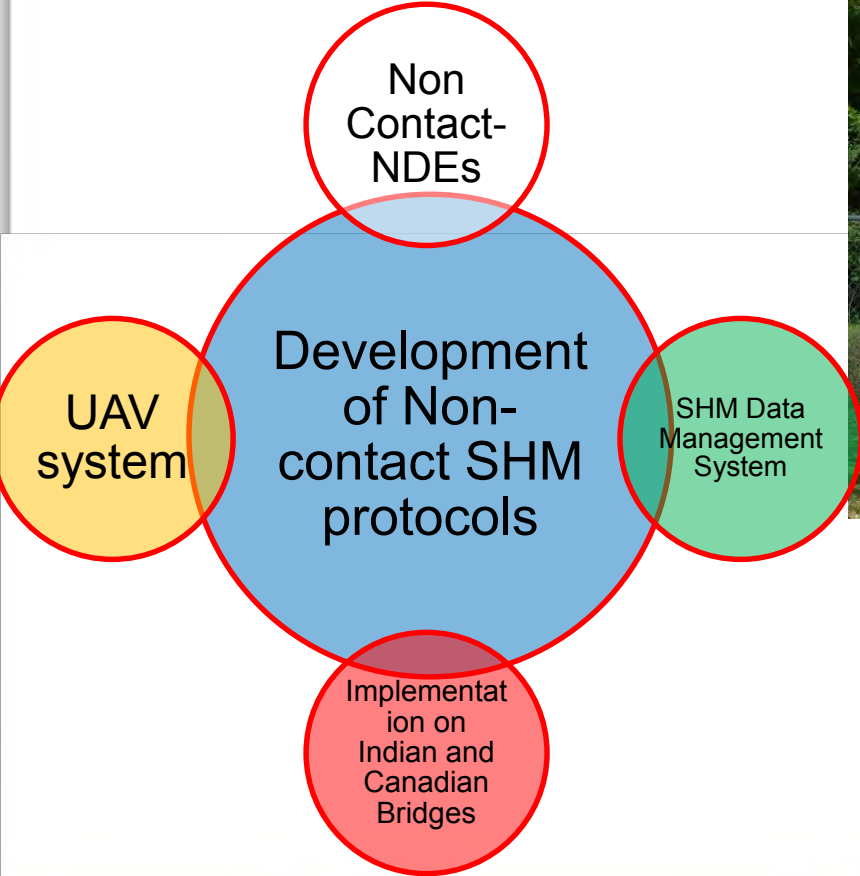 Non
Contact-
NDEs
Development
of Non-
contact SHM
protocols
UAV
system
SHM Data
Management
System
Implementat
ion on
Indian and
Canadian
Bridges